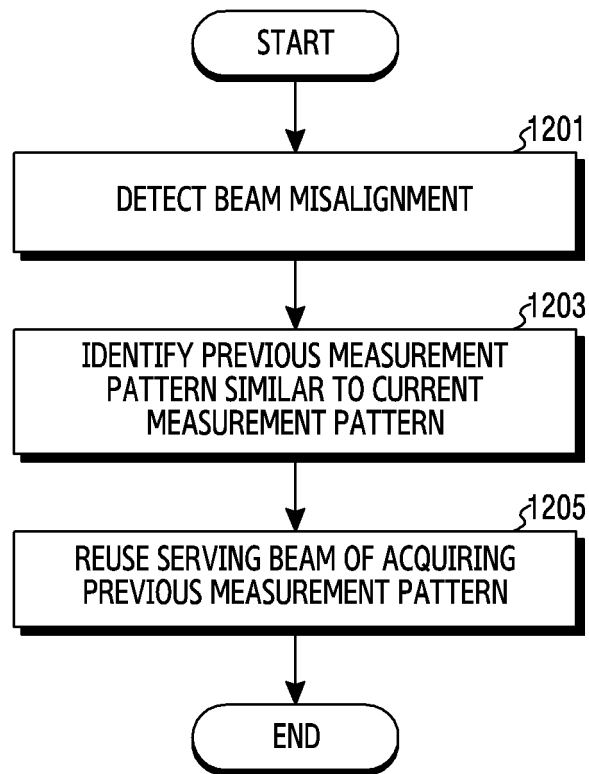 START
1201
DETECT BEAM MISALIGNMENT
1203
IDENTIFY PREVIOUS MEASUREMENT
PATTERN SIMILAR TO CURRENT
MEASUREMENT PATTERN
1205
REUSE SERVING BEAM OF ACQUIRING
PREVIOUS MEASUREMENT PATTERN
END